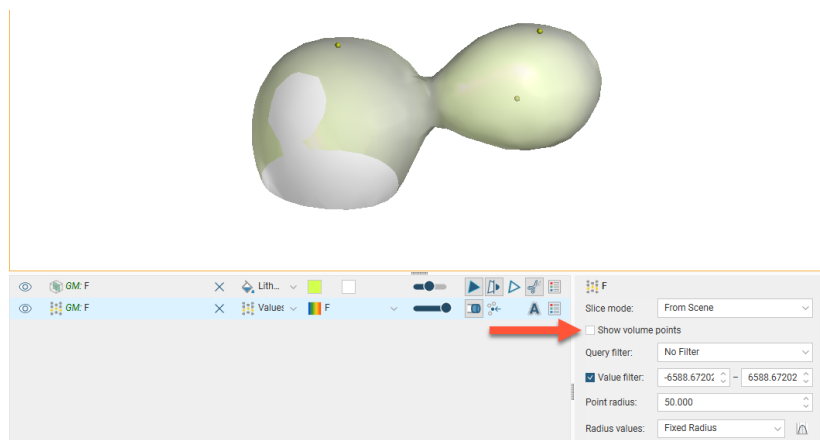 GM: F
Lith...
GM: F
Values
F
A
F
Slice mode: From Scene
Show volume points
Query filter: No Filter
Value filter: -6588.6720 – 6588.67202
Point radius: 50.000
Radius values: Fixed Radius